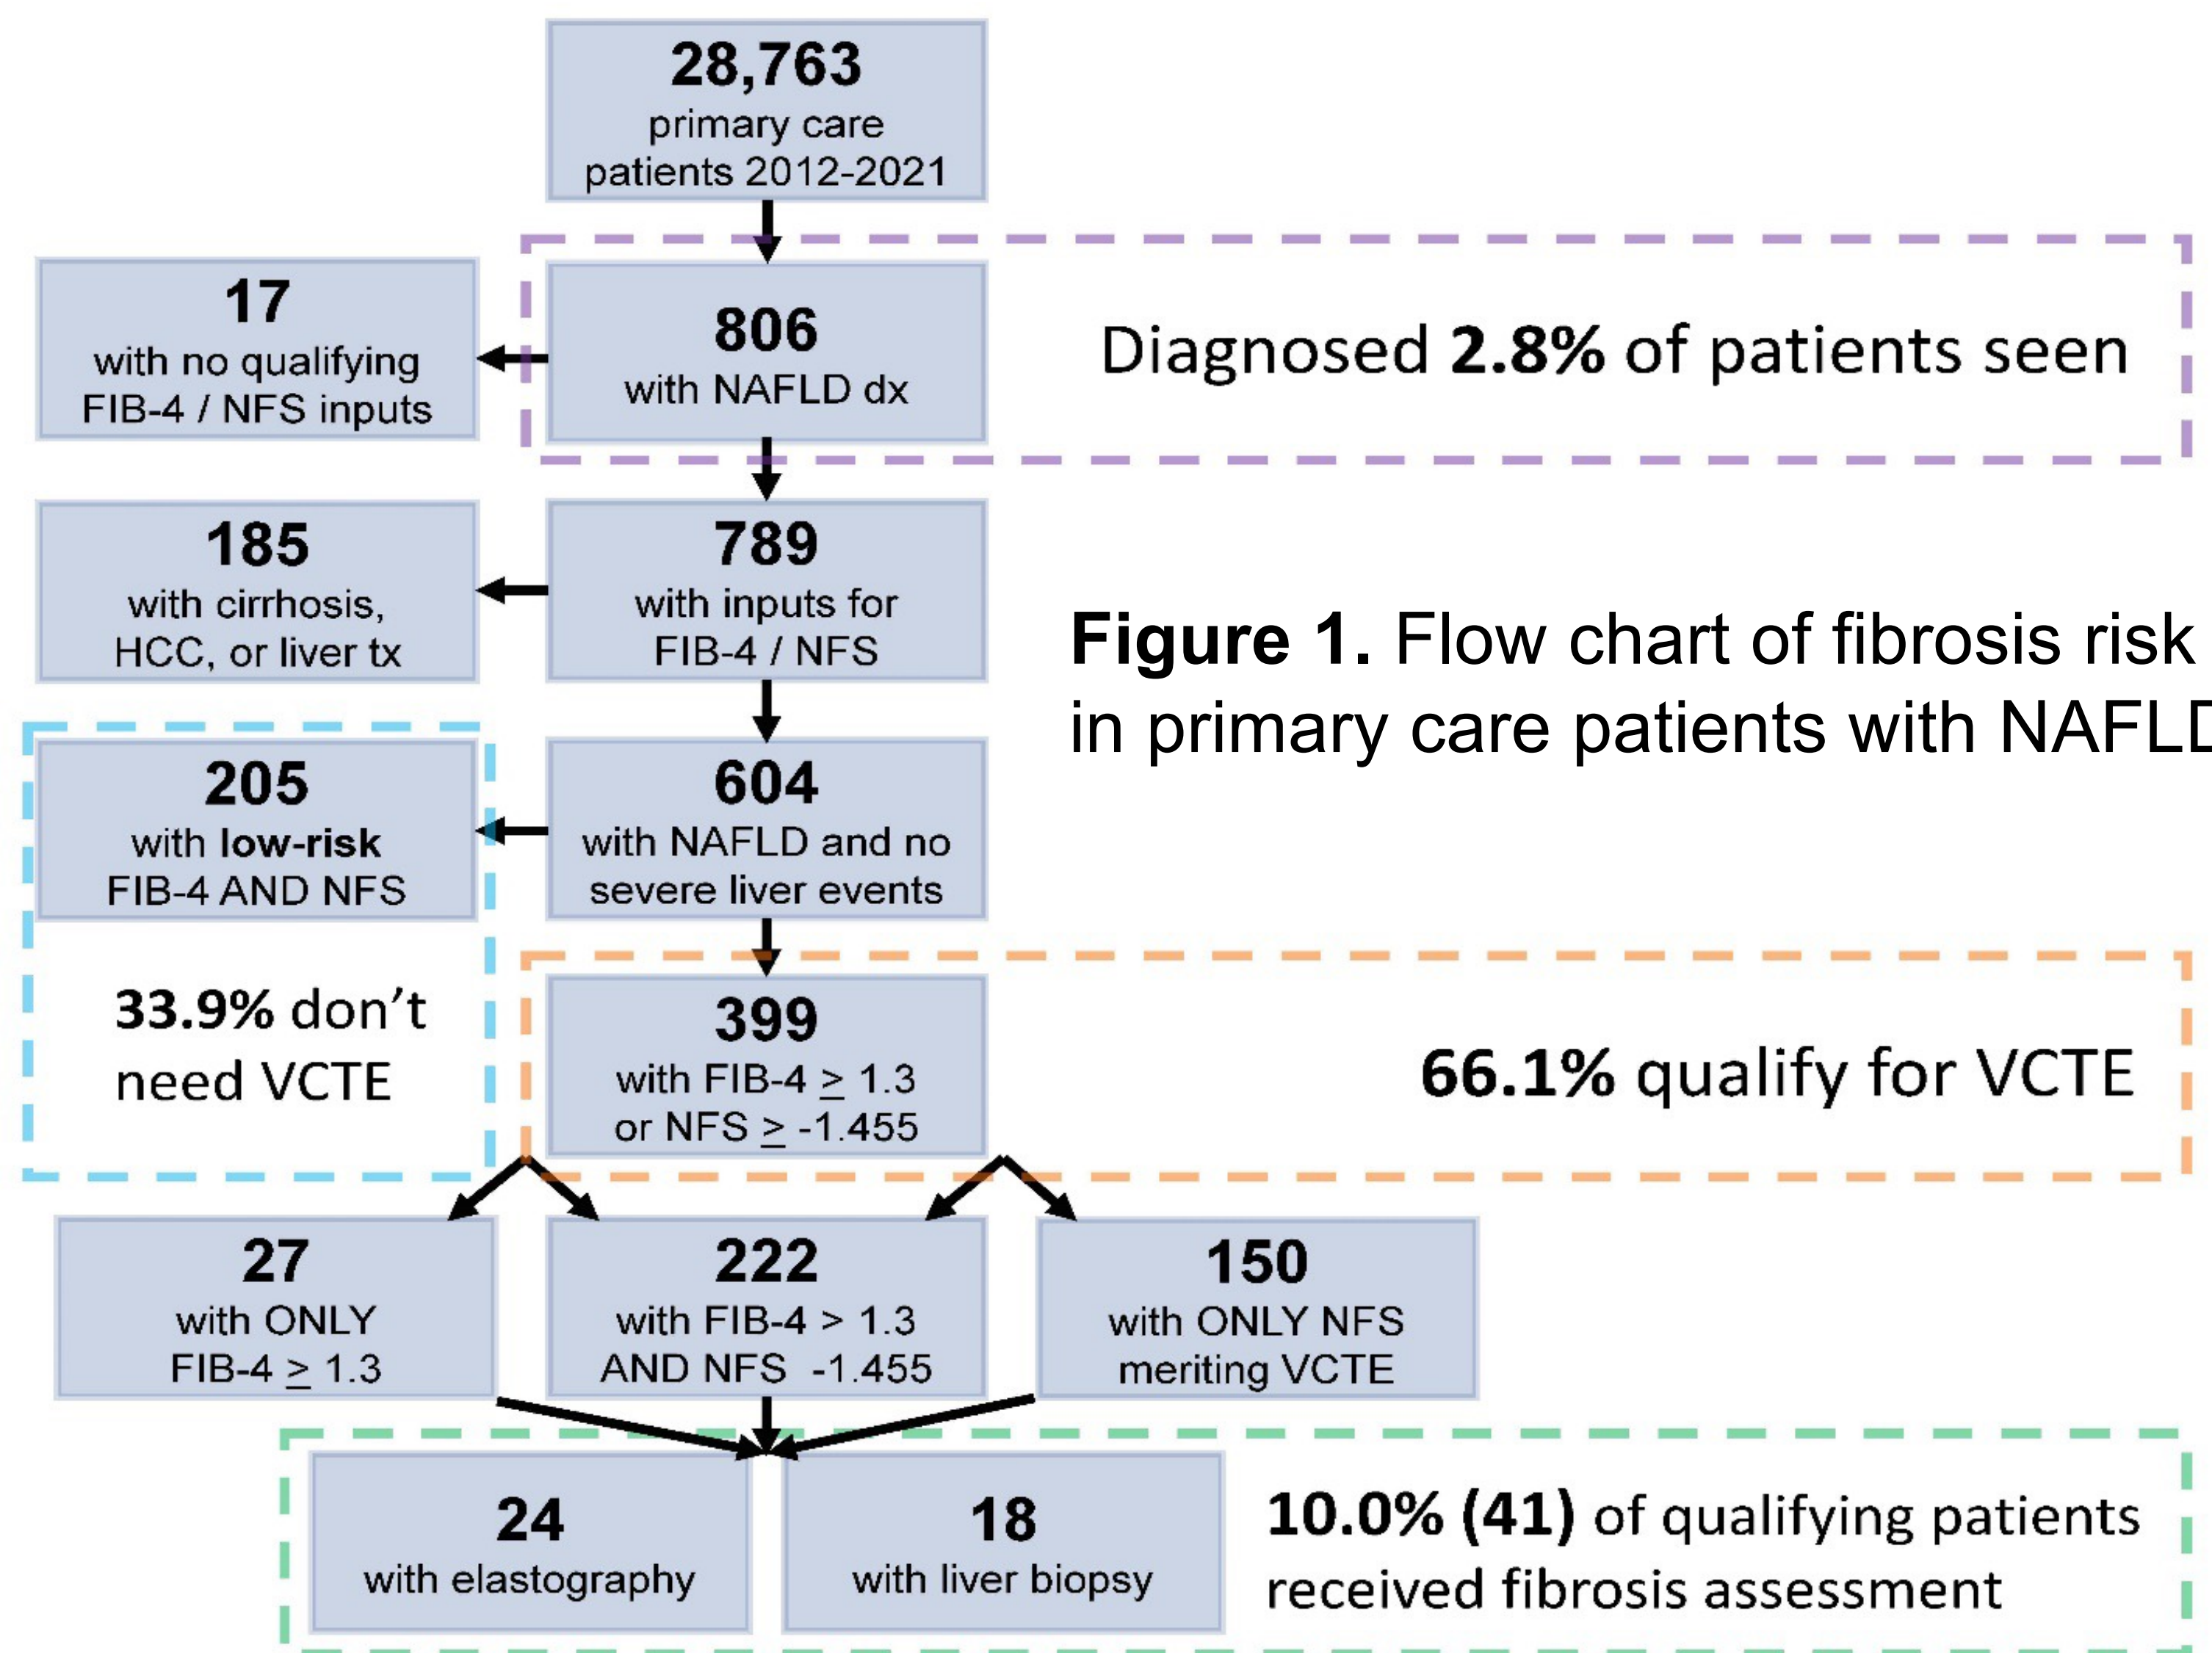 28,763
primary care
patients 2012-2021
17
with no qualifying
FIB-4 / NFS inputs
806
with NAFLD dx
Diagnosed 2.8% of patients seen
185
with cirrhosis,
HCC, or liver tx
789
with inputs for
FIB-4 / NFS
Figure 1. Flow chart of fibrosis risk
in primary care patients with NAFLD
205
with low-risk
FIB-4 AND NFS
604
with NAFLD and no
severe liver events
33.9% don't
need VCTE
399
with FIB-4 ≥ 1.3
or NFS ≥ -1.455
66.1% qualify for VCTE
27
with ONLY
FIB-4 ≥ 1.3
222
with FIB-4 > 1.3
AND NFS -1.455
150
with ONLY NFS
meriting VCTE
24
with elastography
18
with liver biopsy
10.0% (41) of qualifying patients
received fibrosis assessment